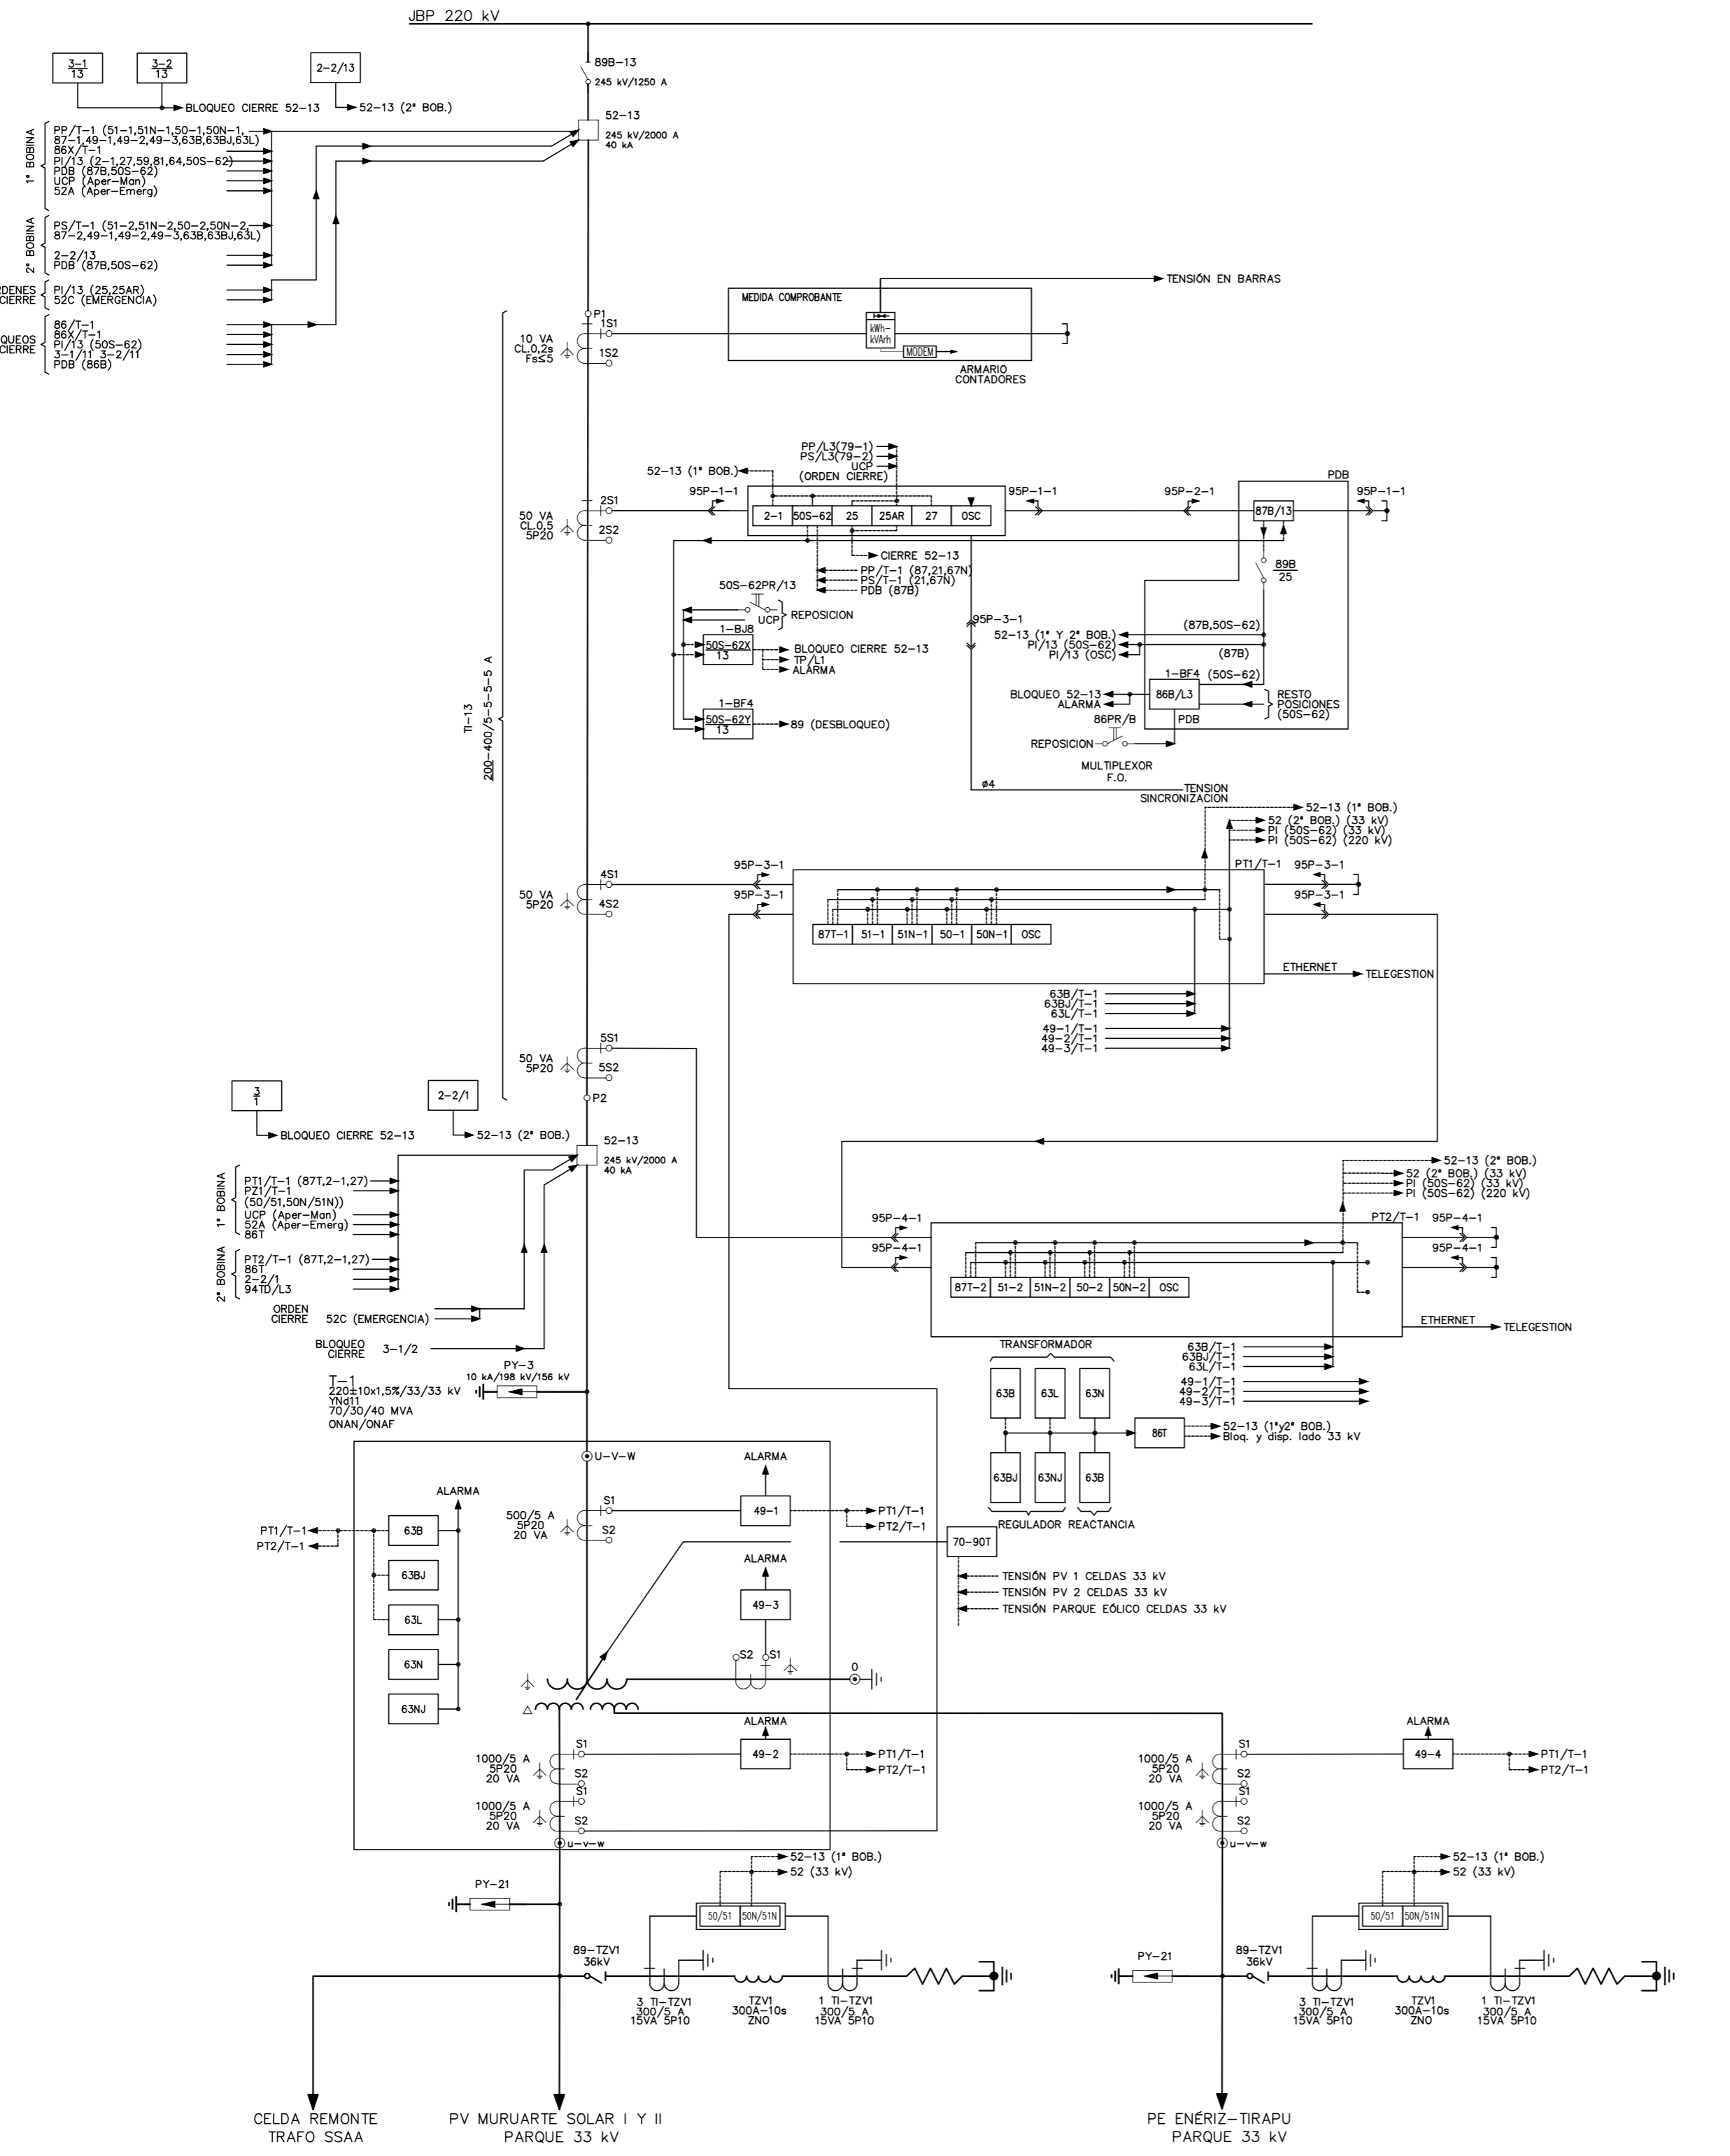 JBP 220 kV
3-1
13
3-2
13
2-2/13
BLOQUEO CIERRE 52-13
52-13 (2ª BOB.)
89B-13
245 kV/1250 A
52-13
245 kV/2000 A
40 kA
1ª BOBINA
PP/T-1 (51-1,51N-1,50-1,50N-1,
87-1,49-1,49-2,49-3,63B,63BJ,63L)
86X/T-1
PI/13 (2-1,27,59,81,64,50S-62)
PDB (87B,50S-62)
UCP (Aper-Man)
52A (Aper-Emerg)
2ª BOBINA
PS/T-1 (51-2,51N-2,50-2,50N-2,
87-2,49-1,49-2,49-3,63B,63BJ,63L)
2-2/13
PDB (87B,50S-62)
CIERRE
PI/13 (25,25AR)
52C (EMERGENCIA)
CIERRE
86/T-1
86X/T-1
PI/13 (50S-62)
3-1/11 3-2/11
PDB (86B)
TI-13
200-400/5-5-5-5-5 A
P1
1S1
1S2
10 VA
CL.0,2s
Fs≤5
MEDIDA COMPROBANTE
kWh-
kVArh
MODEM
TENSIÓN EN BARRAS
ARMARIO
CONTADORES
2S1
2S2
50 VA
CL.0,5
5P20
95P-1-1
52-13 (1ª BOB.)
PP/L3(79-1)
PS/L3(79-2)
UCP
(ORDEN CIERRE)
2-1
50S-62
25
25AR
27
OSC
95P-1-1
95P-2-1
PDB
87B/13
95P-1-1
CIERRE 52-13
PP/T-1 (87,21,67N)
PS/T-1 (21,67N)
PDB (87B)
89B
25
50S-62PR/13
UCP
REPOSICION
1-BJ8
50S-62X
13
BLOQUEO CIERRE 52-13
TP/L1
ALARMA
1-BF4
50S-62Y
13
89 (DESBLOQUEO)
95P-3-1
52-13 (1ª Y 2ª BOB.)
PI/13 (50S-62)
PI/13 (OSC)
(87B,50S-62)
(87B)
1-BF4
(50S-62)
86B/L3
BLOQUEO 52-13
ALARMA
RESTO
POSICIONES
(50S-62)
86PR/B
PDB
REPOSICION
MULTIPLEXOR
F.O.
ø4
TENSION
SINCRONIZACION
52-13 (1ª BOB.)
52 (2ª BOB.) (33 kV)
PI (50S-62) (33 kV)
PI (50S-62) (220 kV)
4S1
4S2
50 VA
5P20
95P-3-1
95P-3-1
PT1/T-1
95P-3-1
95P-3-1
87T-1
51-1
51N-1
50-1
50N-1
OSC
ETHERNET
TELEGESTION
63B/T-1
63BJ/T-1
63L/T-1
49-1/T-1
49-2/T-1
49-3/T-1
5S1
5S2
50 VA
5P20
P2
3
1
2-2/1
BLOQUEO CIERRE 52-13
52-13 (2ª BOB.)
52-13
245 kV/2000 A
40 kA
1ª BOBINA
PT1/T-1 (87T,2-1,27)
PZ1/T-1
(50/51,50N/51N))
UCP (Aper-Man)
52A (Aper-Emerg)
86T
2ª BOBINA
PT2/T-1 (87T,2-1,27)
86T
2-2/1
94TD/L3
ORDEN
CIERRE
52C (EMERGENCIA)
BLOQUEO
CIERRE
3-1/2
52-13 (2ª BOB.)
52 (2ª BOB.) (33 kV)
PI (50S-62) (33 kV)
PI (50S-62) (220 kV)
95P-4-1
95P-4-1
PT2/T-1
95P-4-1
95P-4-1
87T-2
51-2
51N-2
50-2
50N-2
OSC
ETHERNET
TELEGESTION
63B/T-1
63BJ/T-1
63L/T-1
49-1/T-1
49-2/T-1
49-3/T-1
PY-3
10 kA/198 kV/156 kV
T-1
220±10x1,5%/33/33 kV
YNd11
70/30/40 MVA
ONAN/ONAF
TRANSFORMADOR
63B
63L
63N
86T
52-13 (1ªy2ª BOB.)
Bloq. y disp. lado 33 kV
63BJ
63NJ
63B
REGULADOR
REACTANCIA
U-V-W
ALARMA
ALARMA
S1
S2
500/5 A
5P20
20 VA
49-1
PT1/T-1
PT2/T-1
PT1/T-1
PT2/T-1
63B
63BJ
63L
63N
63NJ
70-90T
TENSIÓN PV 1 CELDAS 33 kV
TENSIÓN PV 2 CELDAS 33 kV
TENSIÓN PARQUE EÓLICO CELDAS 33 kV
ALARMA
49-3
S2
S1
0
ALARMA
S1
S2
1000/5 A
5P20
20 VA
49-2
PT1/T-1
PT2/T-1
S1
S2
1000/5 A
5P20
20 VA
u-v-w
ALARMA
S1
S2
1000/5 A
5P20
20 VA
49-4
PT1/T-1
PT2/T-1
S1
S2
1000/5 A
5P20
20 VA
u-v-w
52-13 (1ª BOB.)
52 (33 kV)
PY-21
50/51
50N/51N
89-TZV1
36kV
3 TI-TZV1
300/5 A
15VA 5P10
TZV1
300A-10s
ZNO
1 TI-TZV1
300/5 A
15VA 5P10
52-13 (1ª BOB.)
52 (33 kV)
PY-21
50/51
50N/51N
89-TZV1
36kV
3 TI-TZV1
300/5 A
15VA 5P10
TZV1
300A-10s
ZNO
1 TI-TZV1
300/5 A
15VA 5P10
CELDA REMONTE
TRAFO SSAA
PV MURUARTE SOLAR I Y II
PARQUE 33 kV
PE ENÉRIZ-TIRAPU
PARQUE 33 kV